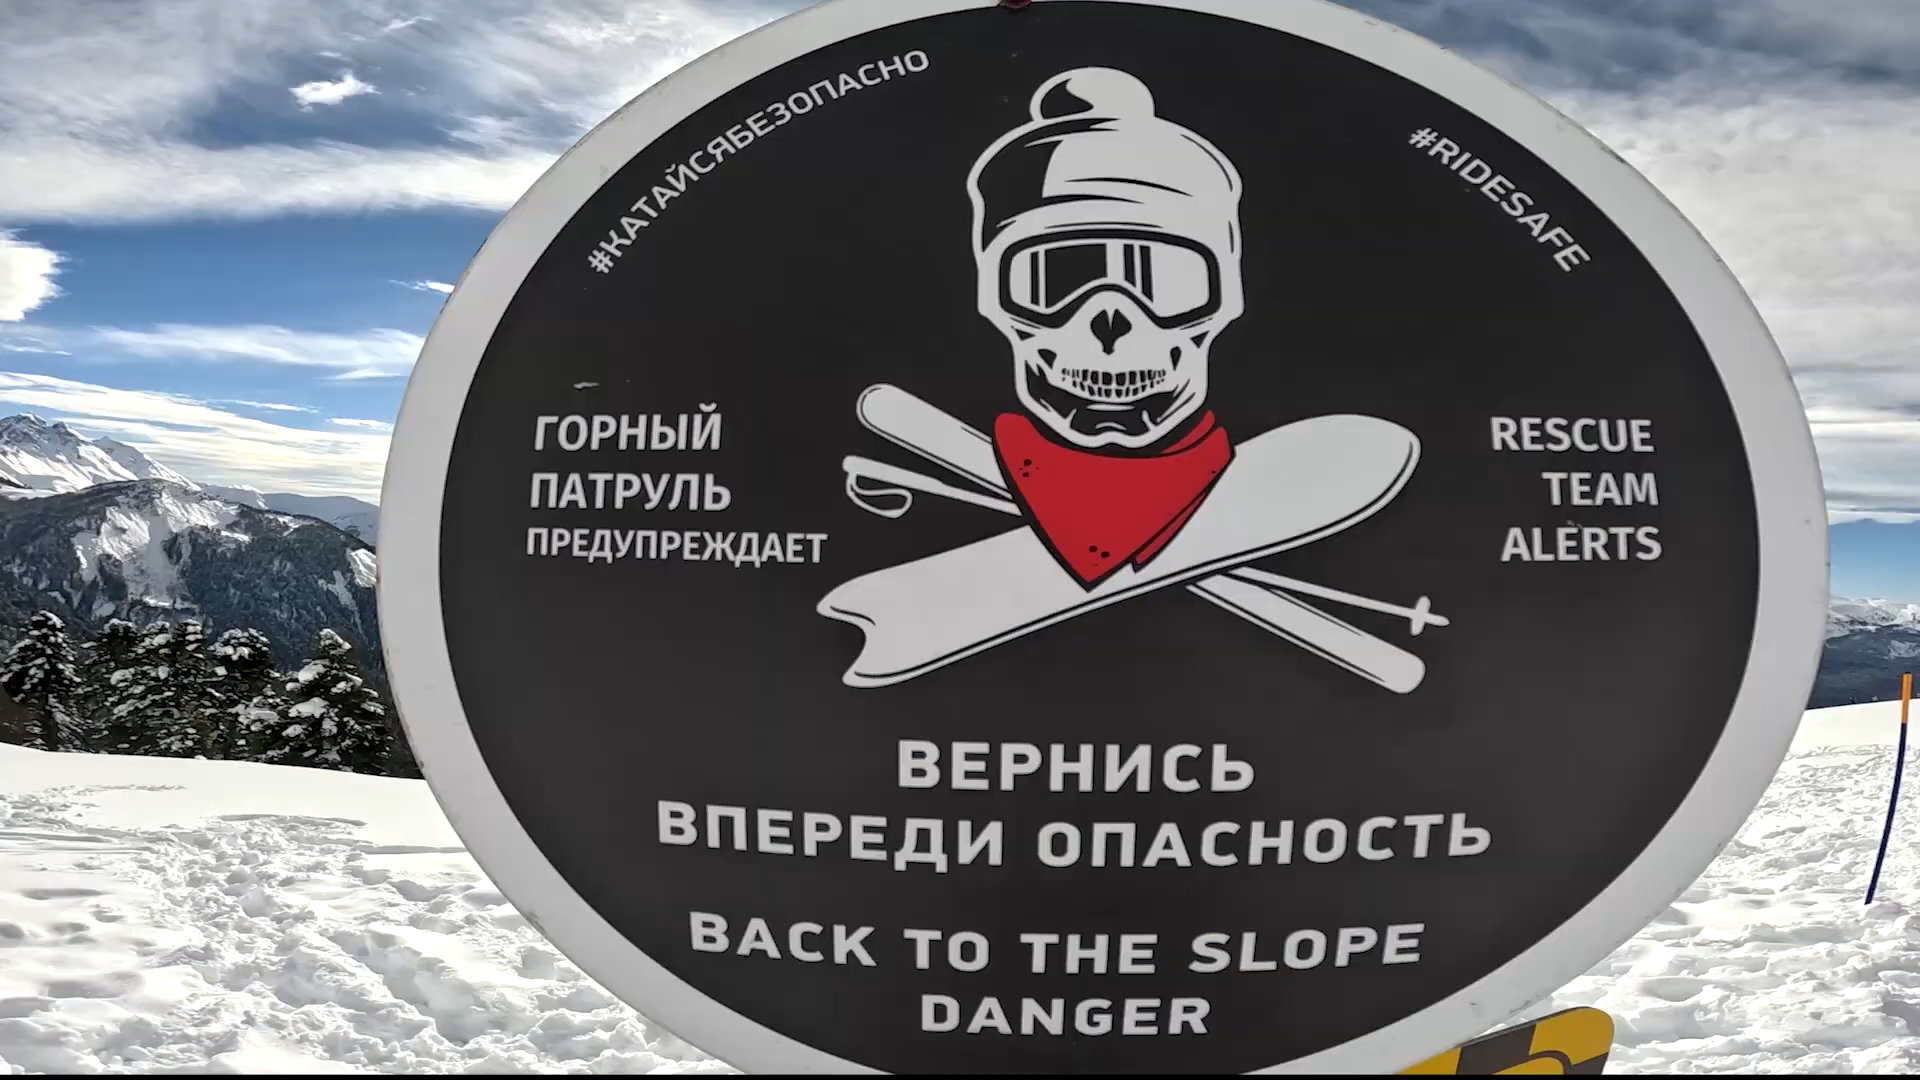 #КАТАЙСЯБЕЗОПАСНО
#RIDESAFE
ГОРНЫЙ
ПАТРУЛЬ
ПРЕДУПРЕЖДАЕТ
RESCUE
TEAM
ALERTS
ВЕРНИСЬ
ВПЕРЕДИ ОПАСНОСТЬ
BACK TO THE SLOPE
DANGER